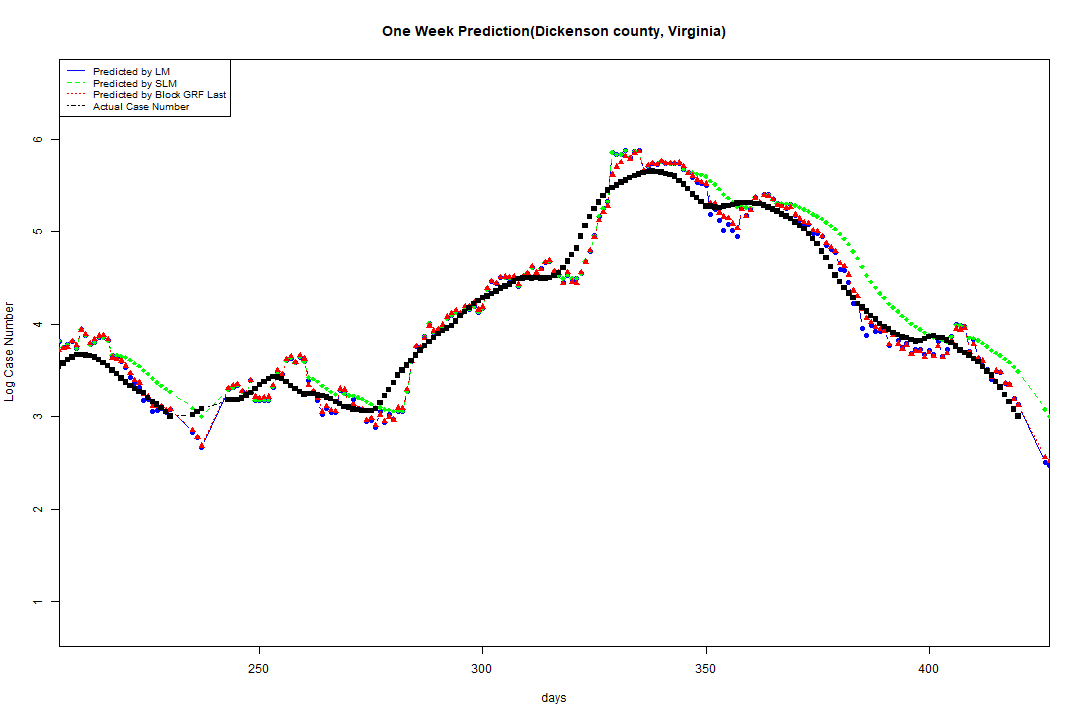 One Week Prediction(Dickenson county, Virginia)
Predicted by LM
Predicted by SLM
Predicted by Block GRF Last
Actual Case Number
6
5
4
3
2
1
Log Case Number
250 300 350 400
days